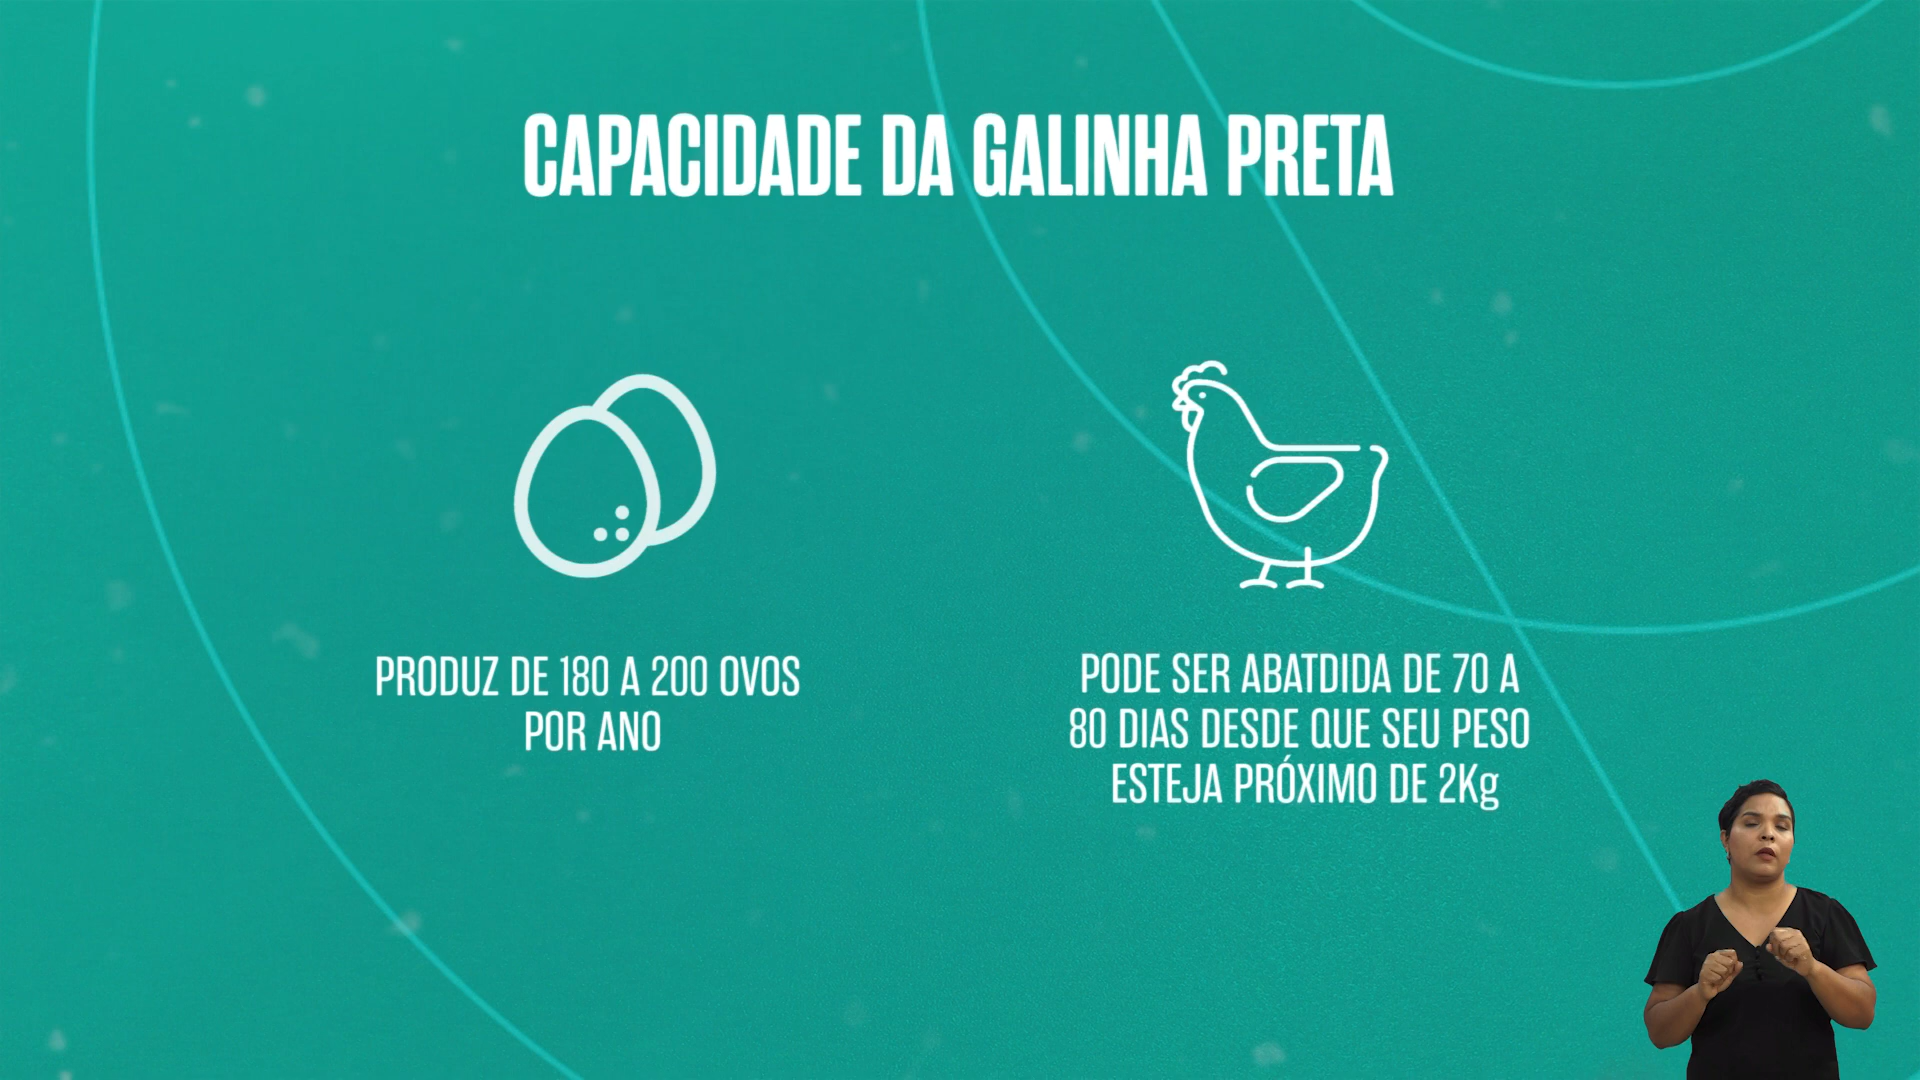 CAPACIDADE DA GALINHA PRETA
PRODUZ DE 180 A 200 OVOS
POR ANO
PODE SER ABATDIDA DE 70 A
80 DIAS DESDE QUE SEU PESO
ESTEJA PRÓXIMO DE 2Kg